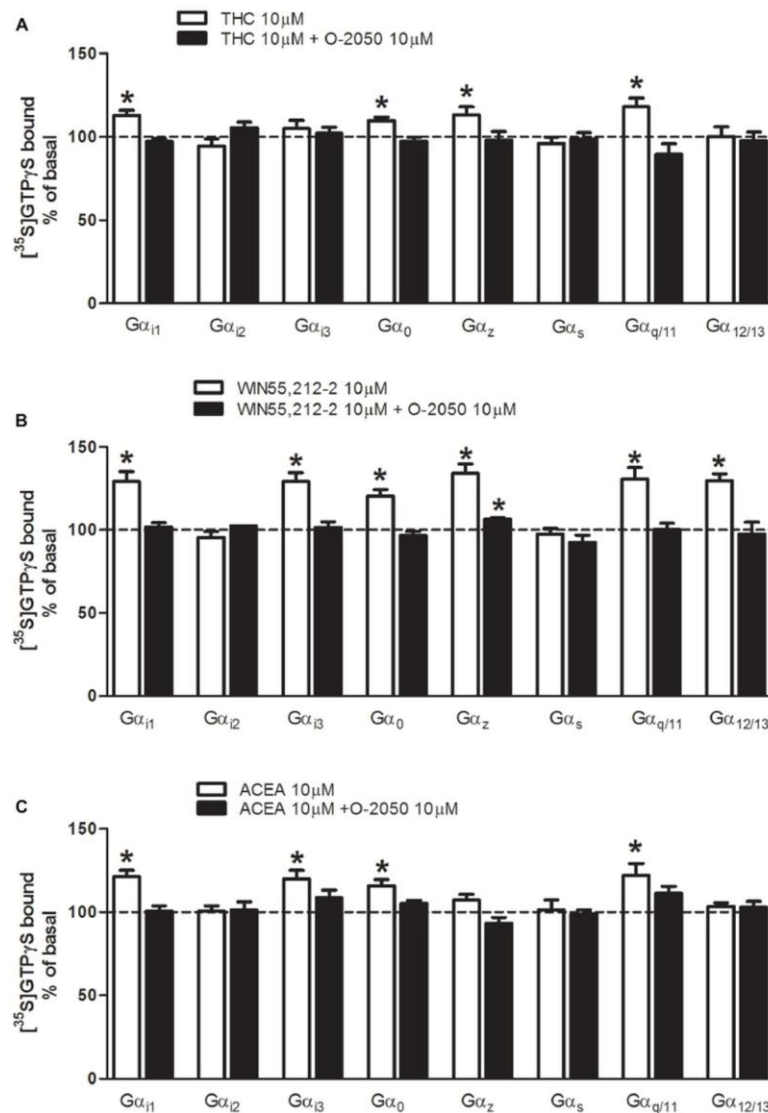 A
THC 10μM
THC 10μM + O-2050 10μM
[³⁵S]GTPγS bound
% of basal
150
100
50
0
* * * *
Gαi1 Gαi2 Gαi3 Gα0 Gαz Gαs Gαq/11 Gα12/13
B
WIN55,212-2 10μM
WIN55,212-2 10μM + O-2050 10μM
[³⁵S]GTPγS bound
% of basal
150
100
50
0
* * * * * * *
Gαi1 Gαi2 Gαi3 Gα0 Gαz Gαs Gαq/11 Gα12/13
C
ACEA 10μM
ACEA 10μM +O-2050 10μM
[³⁵S]GTPγS bound
% of basal
150
100
50
0
* * * *
Gαi1 Gαi2 Gαi3 Gα0 Gαz Gαs Gαq/11 Gα12/13